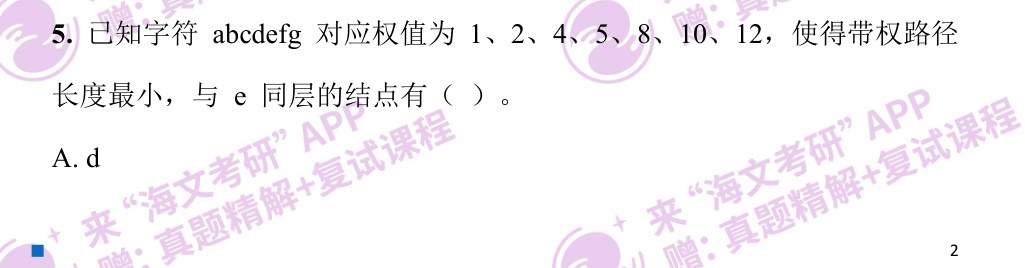 5. 已知字符 abcdefg 对应权值为 1、2、4、5、8、10、12，使得带权路径
长度最小，与 e 同层的结点有（ ）。
A. d
来“海文考研”APP
赠：真题精解+复试课程
来“海文考研”APP
赠：真题精解+复试课程
2